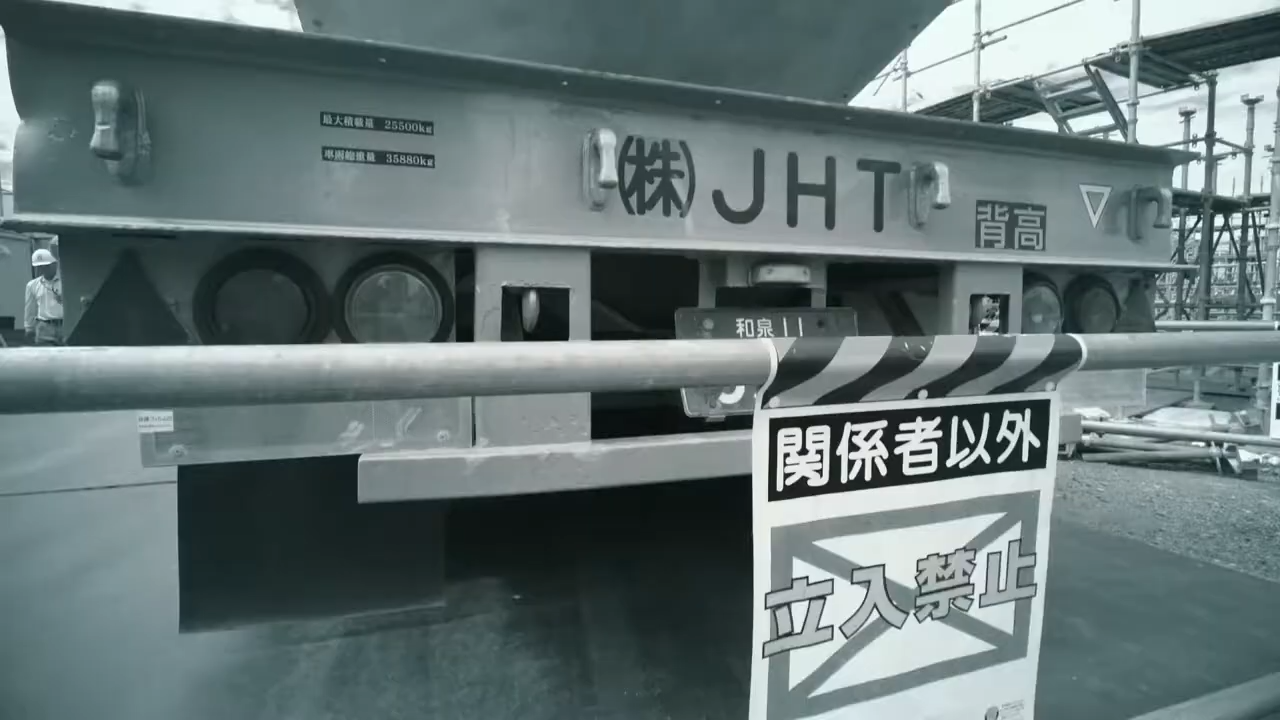 最大積載量 25500kg
車両総重量 35880kg
㈱JHT
背高
和泉 11
関係者以外
立入禁止